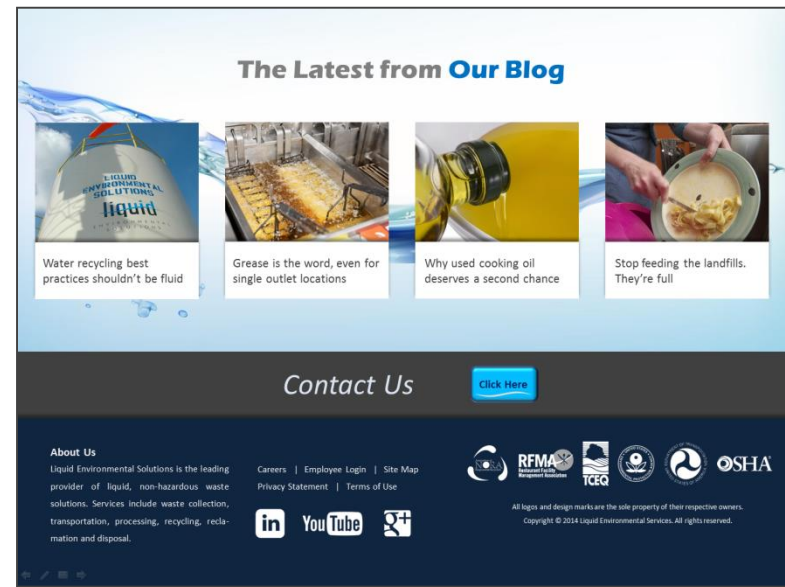 The Latest from Our Blog
LIQUID
ENVIRONMENTAL
SOLUTIONS
liquid
ENVIRONMENTAL
SOLUTIONS
Water recycling best
practices shouldn't be fluid
Grease is the word, even for
single outlet locations
Why used cooking oil
deserves a second chance
Stop feeding the landfills.
They're full
Contact Us
Click Here
About Us
Liquid Environmental Solutions is the leading
provider of liquid, non-hazardous waste
solutions. Services include waste collection,
transportation, processing, recycling, recla-
mation and disposal.
Careers | Employee Login | Site Map
Privacy Statement | Terms of Use
in
YouTube
g+
NORA
RFMA
Restaurant Facility
Management Association
TCEQ
OSHA
All logos and design marks are the sole property of their respective owners.
Copyright © 2014 Liquid Environmental Services. All rights reserved.